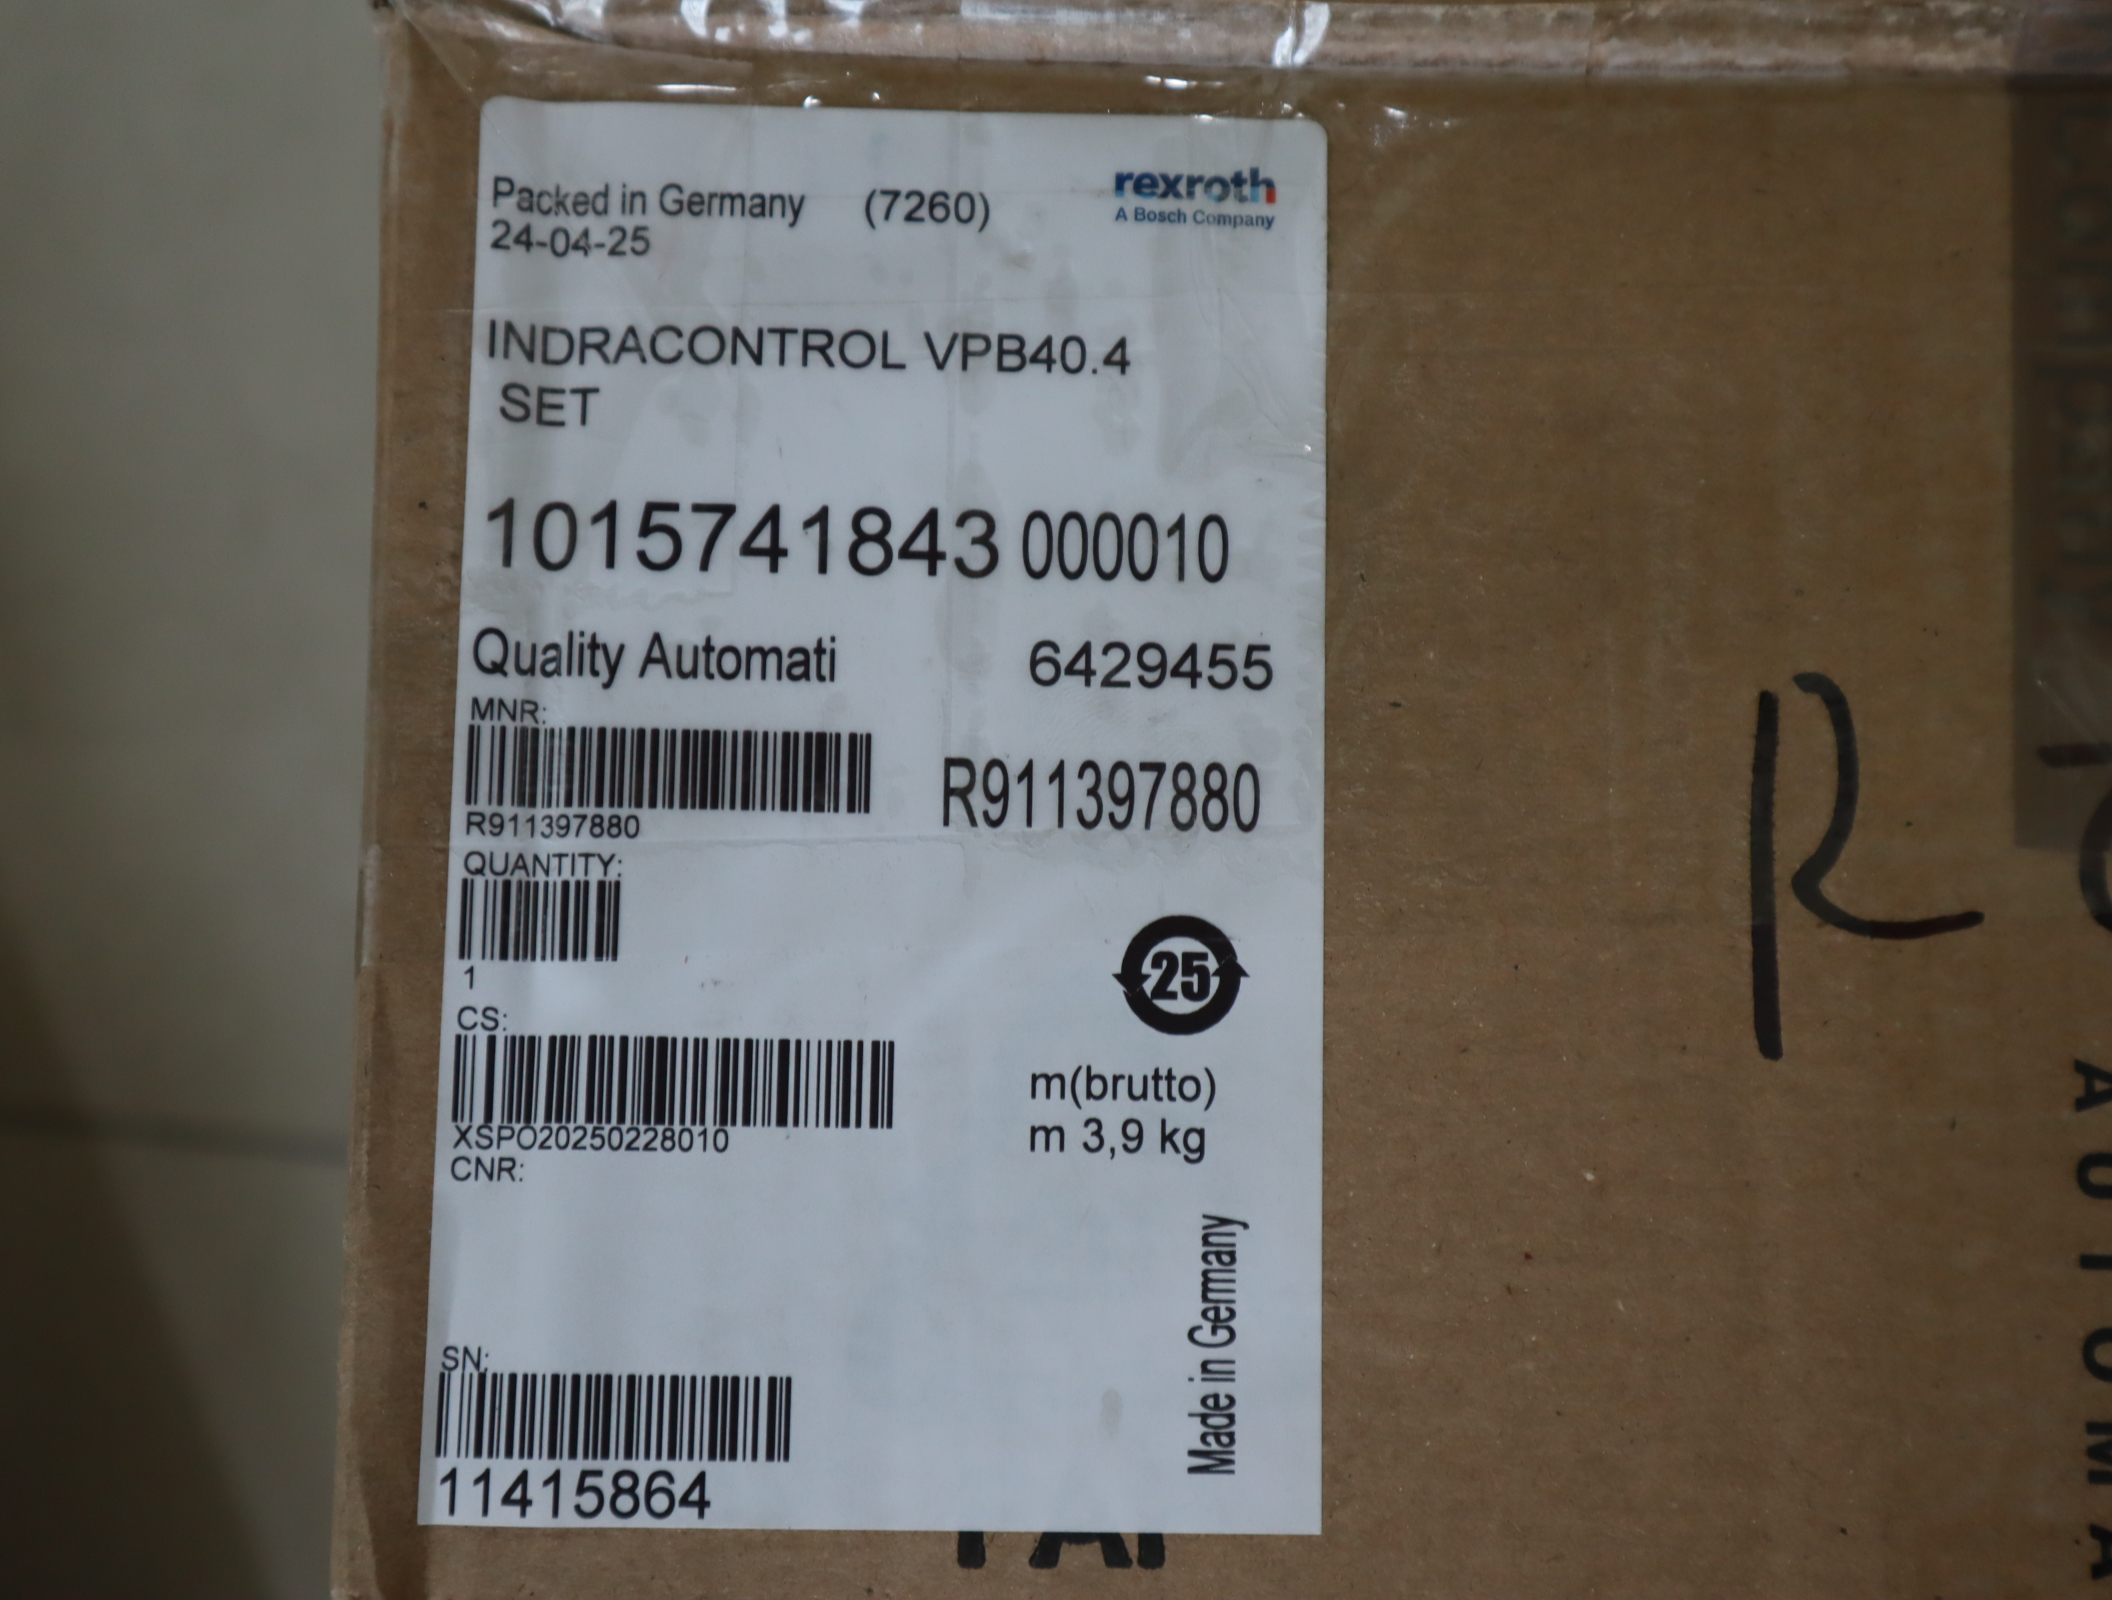 Packed in Germany (7260)
24-04-25
rexroth
A Bosch Company
INDRACONTROL VPB40.4
SET
1015741843 000010
Quality Automati 6429455
MNR:
R911397880
R911397880
QUANTITY:
1
25
CS:
XSPO20250228010
m(brutto)
m 3,9 kg
CNR:
Made in Germany
SN:
11415864
R